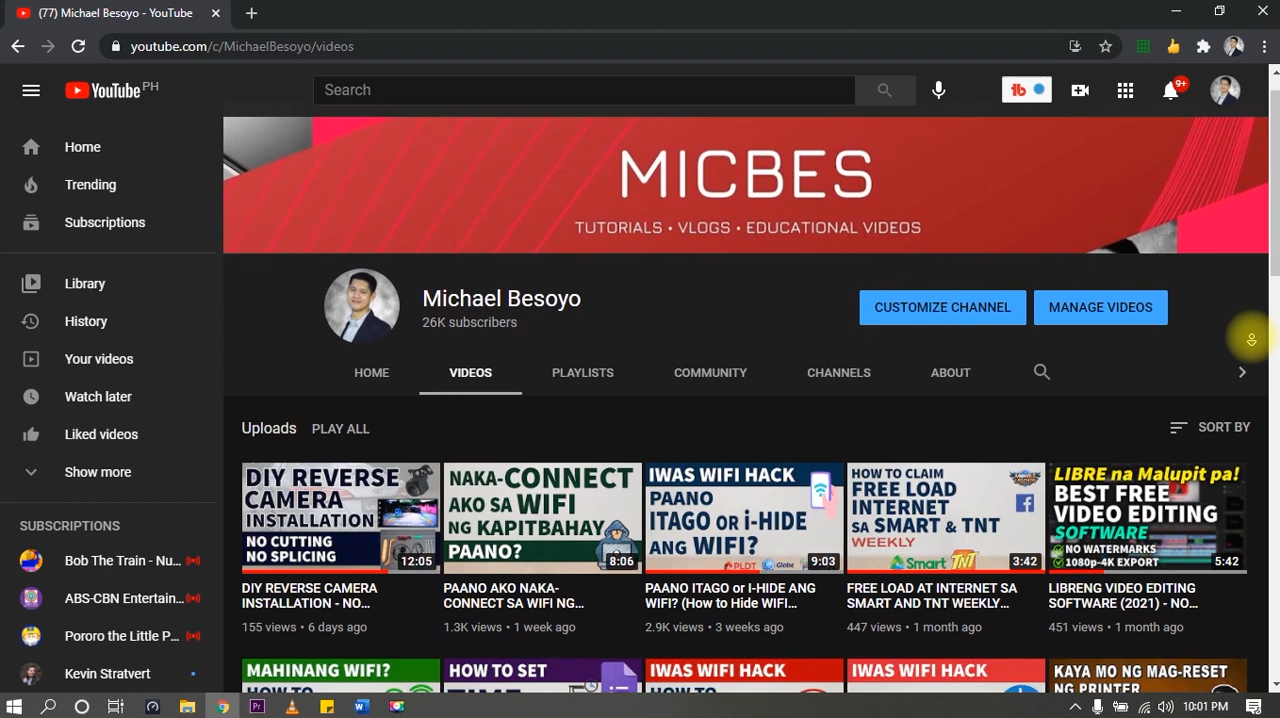 (77) Michael Besoyo - YouTube
youtube.com/c/MichaelBesoyo/videos
YouTube PH
Search
9+
Home
Trending
Subscriptions
Library
History
Your videos
Watch later
Liked videos
Show more
SUBSCRIPTIONS
Bob The Train - Nu...
ABS-CBN Entertain...
Pororo the Little P...
Kevin Stratvert
MICBES
TUTORIALS • VLOGS • EDUCATIONAL VIDEOS
Michael Besoyo
26K subscribers
CUSTOMIZE CHANNEL
MANAGE VIDEOS
HOME
VIDEOS
PLAYLISTS
COMMUNITY
CHANNELS
ABOUT
Uploads
PLAY ALL
SORT BY
DIY REVERSE
CAMERA
INSTALLATION
NO CUTTING
NO SPLICING
12:05
DIY REVERSE CAMERA
INSTALLATION - NO...
155 views • 6 days ago
NAKA-CONNECT
AKO SA WIFI
NG KAPITBAHAY
PAANO?
8:06
PAANO AKO NAKA-
CONNECT SA WIFI NG...
1.3K views • 1 week ago
IWAS WIFI HACK
PAANO
ITAGO OR i-HIDE
ANG WIFI?
PLDT Globe
9:03
PAANO ITAGO or I-HIDE ANG
WIFI? (How to Hide WIFI...
2.9K views • 3 weeks ago
HOW TO CLAIM
FREE LOAD
INTERNET
SA SMART & TNT
WEEKLY
Smart TNT
3:42
FREE LOAD AT INTERNET SA
SMART AND TNT WEEKLY...
447 views • 1 month ago
LIBRE na Malupit pa!
BEST FREE
VIDEO EDITING
SOFTWARE
NO WATERMARKS
1080p-4K EXPORT
5:42
LIBRENG VIDEO EDITING
SOFTWARE (2021) - NO...
451 views • 1 month ago
MAHINANG WIFI?
HOW TO
HOW TO SET
TIME
IWAS WIFI HACK
IWAS WIFI HACK
KAYA MO NG MAG-RESET
NG PRINTER
10:01 PM